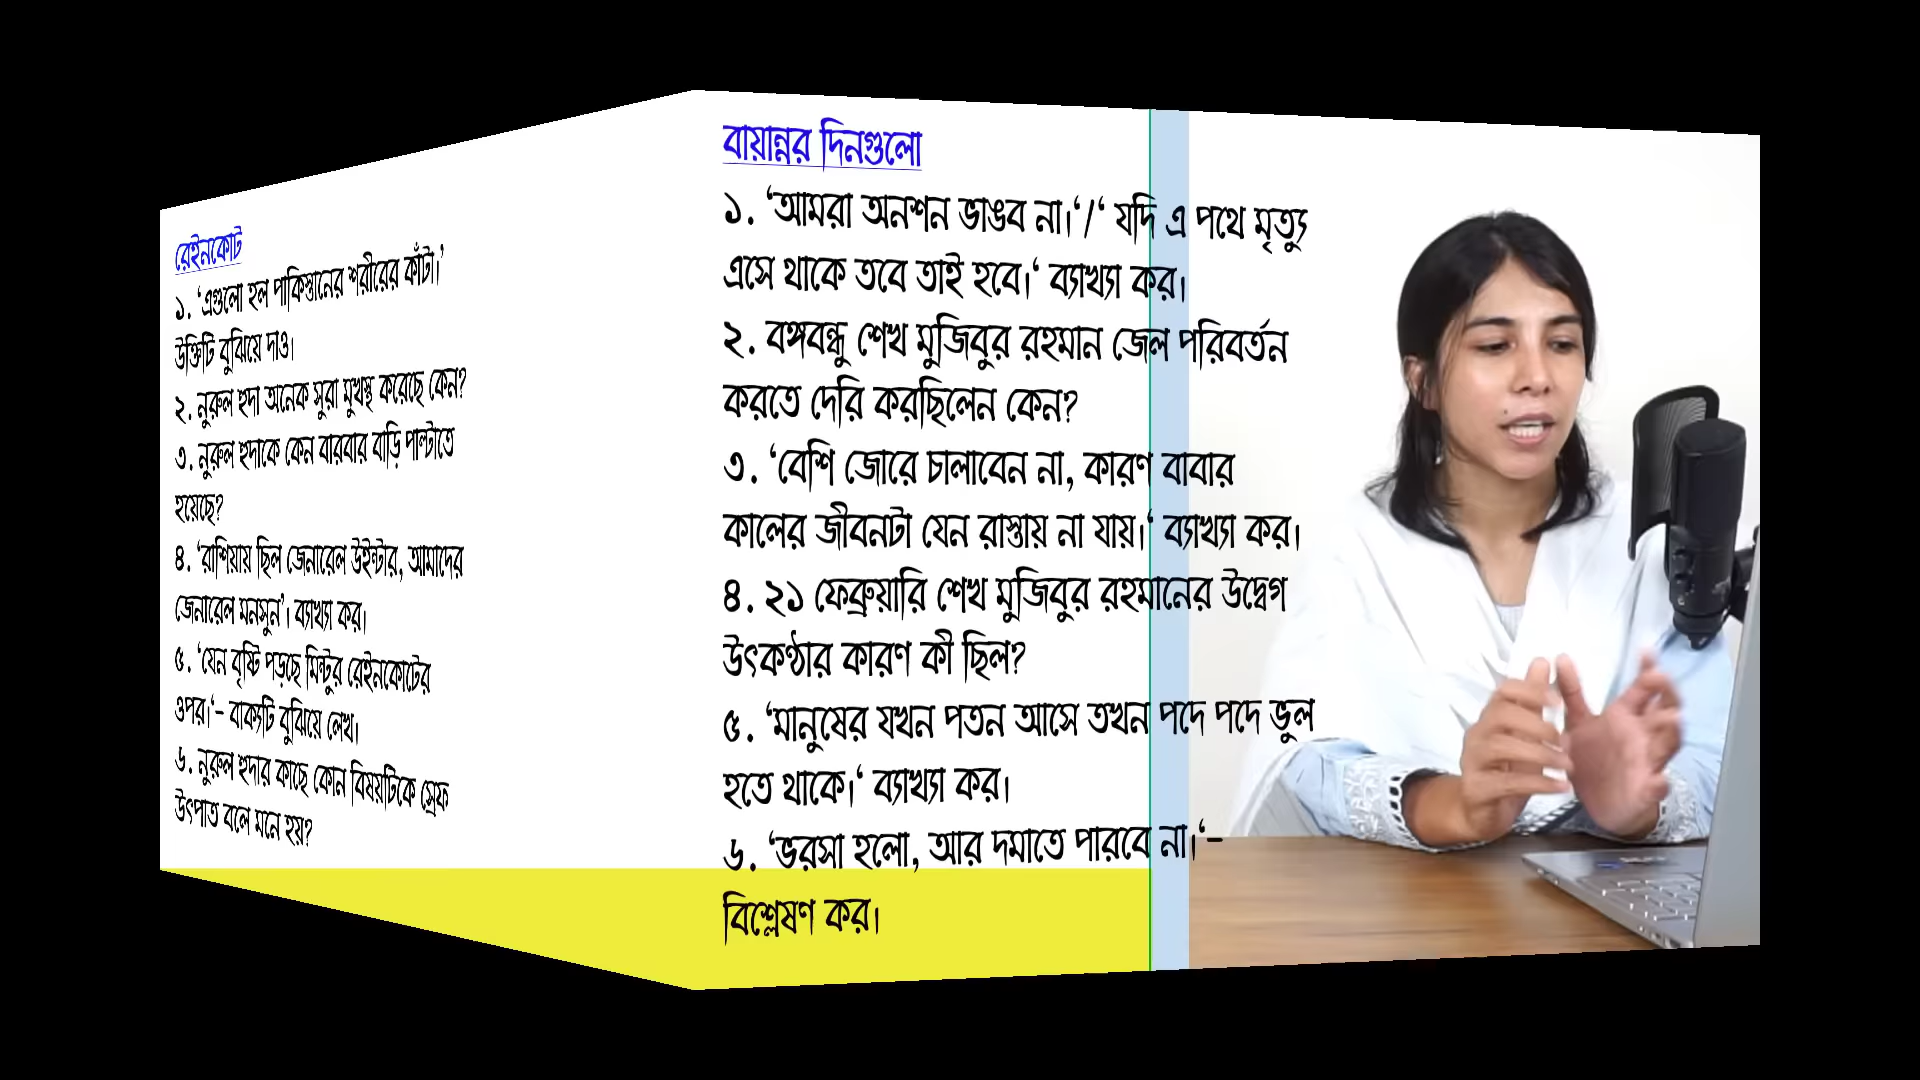 রেইনকোট
১. ‘এগুলো হল পাকিস্তানের শরীরের কাঁটা।’
উক্তিটি বুঝিয়ে দাও।
২. নুরুল হুদা অনেক সুরা মুখস্থ করেছে কেন?
৩. নুরুল হুদাকে কেন বারবার বাড়ি পাল্টাতে
হয়েছে?
৪. ‘রাশিয়ায় ছিল জেনারেল উইন্টার, আমাদের
জেনারেল মনসুন’। ব্যাখ্যা কর।
৫. ‘যেন বৃষ্টি পড়ছে মিন্টুর রেইনকোটের
ওপর।‘– বাক্যটি বুঝিয়ে লেখ।
৬. নুরুল হুদার কাছে কোন বিষয়টিকে স্রেফ
উৎপাত বলে মনে হয়?
বায়ান্নর দিনগুলো
১. ‘আমরা অনশন ভাঙব না।‘/‘ যদি এ পথে মৃত্যু
এসে থাকে তবে তাই হবে।‘ ব্যাখ্যা কর।
২. বঙ্গবন্ধু শেখ মুজিবুর রহমান জেল পরিবর্তন
করতে দেরি করছিলেন কেন?
৩. ‘বেশি জোরে চালাবেন না, কারণ বাবার
কালের জীবনটা যেন রাস্তায় না যায়।‘ ব্যাখ্যা কর।
৪. ২১ ফেব্রুয়ারি শেখ মুজিবুর রহমানের উদ্বেগ
উৎকণ্ঠার কারণ কী ছিল?
৫. ‘মানুষের যখন পতন আসে তখন পদে পদে ভুল
হতে থাকে।‘ ব্যাখ্যা কর।
৬. ‘ভরসা হলো, আর দমাতে পারবে না।‘–
বিশ্লেষণ কর।